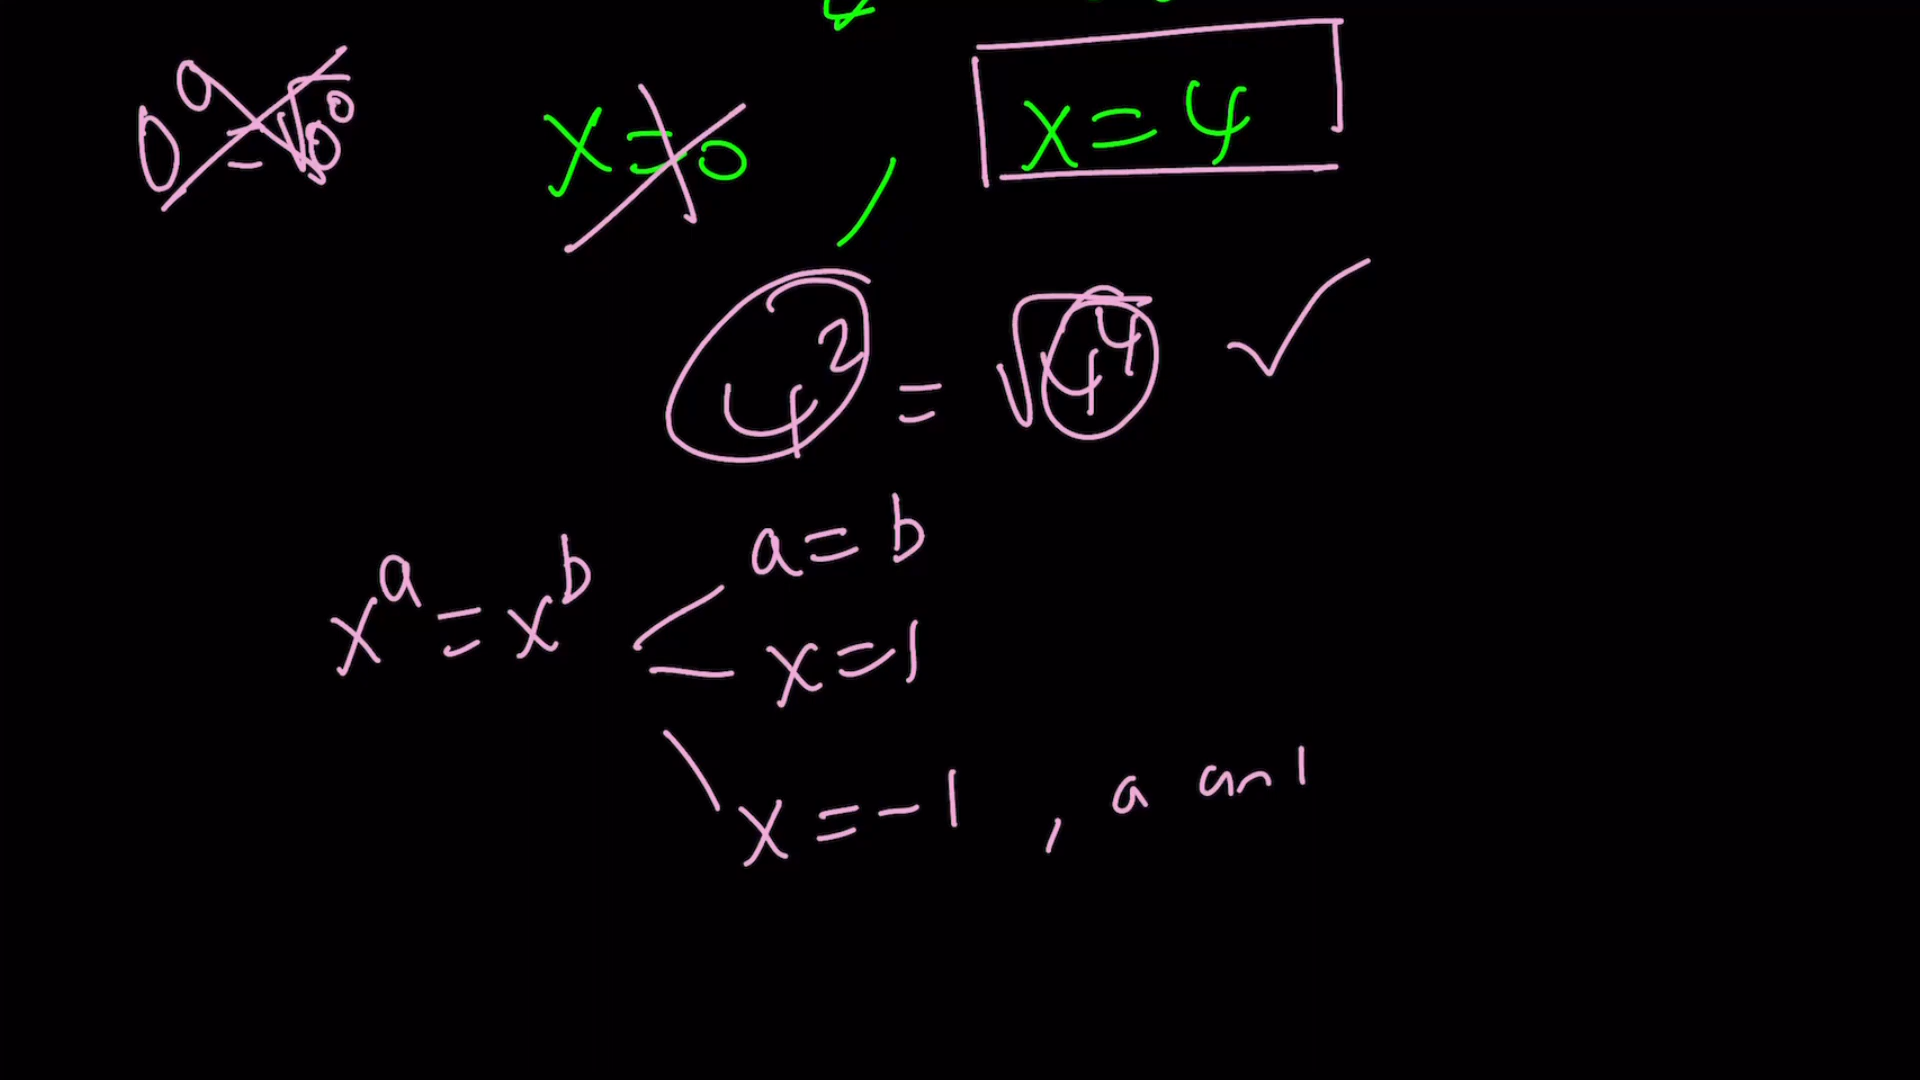 0^0 = √0^0
x = 0 , x = 4
4^2 = √4^4 ✓
x^a = x^b
a = b
x = 1
x = -1 , a an